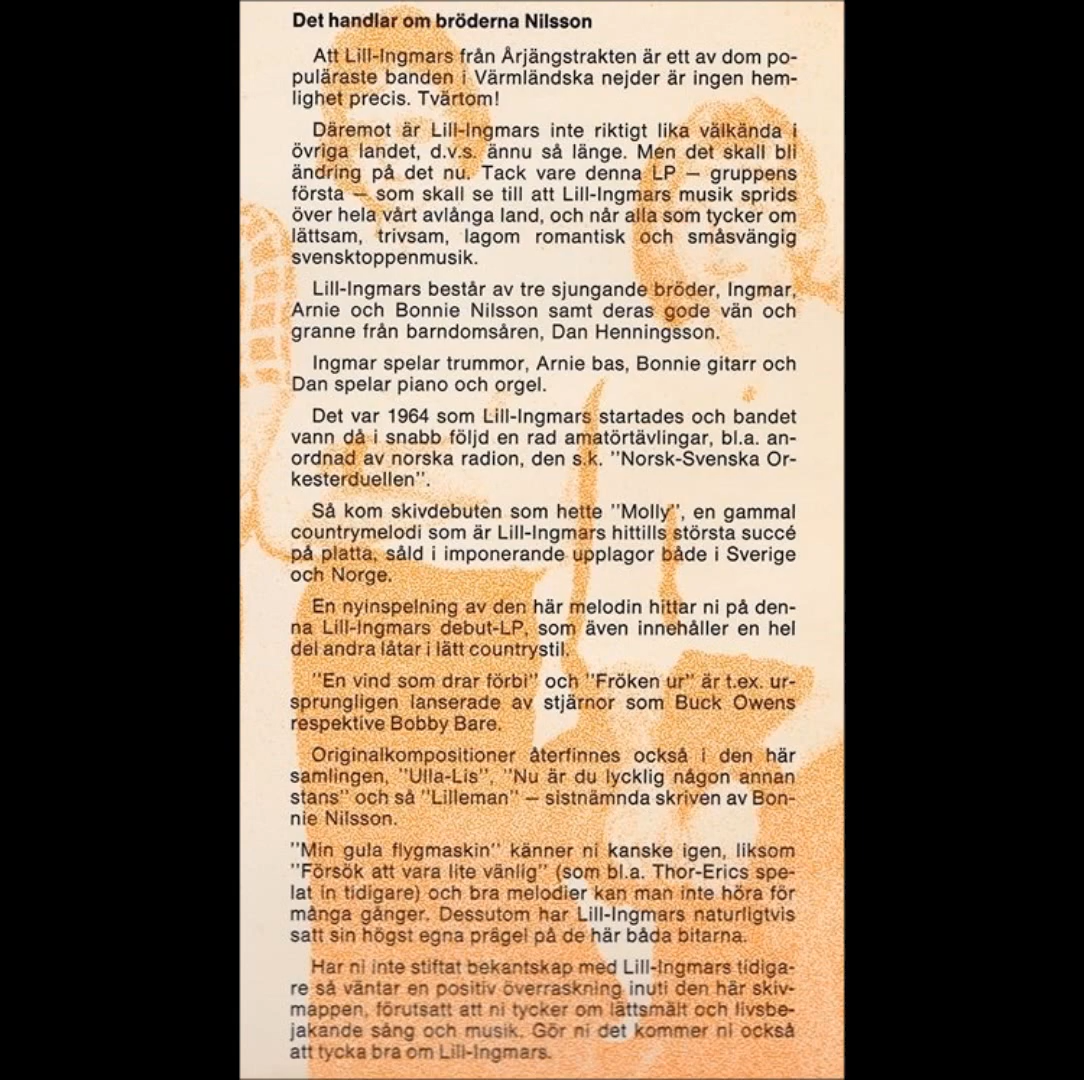 Det handlar om bröderna Nilsson
Att Lill-Ingmars från Årjängstrakten är ett av dom po-
puläraste banden i Värmländska nejder är ingen hem-
lighet precis. Tvärtom!
Däremot är Lill-Ingmars inte riktigt lika välkända i
övriga landet, d.v.s. ännu så länge. Men det skall bli
ändring på det nu. Tack vare denna LP — gruppens
första — som skall se till att Lill-Ingmars musik sprids
över hela vårt avlånga land, och når alla som tycker om
lättsam, trivsam, lagom romantisk och småsvängig
svensktoppenmusik.
Lill-Ingmars består av tre sjungande bröder, Ingmar,
Arnie och Bonnie Nilsson samt deras gode vän och
granne från barndomsåren, Dan Henningsson.
Ingmar spelar trummor, Arnie bas, Bonnie gitarr och
Dan spelar piano och orgel.
Det var 1964 som Lill-Ingmars startades och bandet
vann då i snabb följd en rad amatörtävlingar, bl.a. an-
ordnad av norska radion, den s.k. "Norsk-Svenska Or-
kesterduellen".
Så kom skivdebuten som hette "Molly", en gammal
countrymelodi som är Lill-Ingmars hittills största succé
på platta, såld i imponerande upplagor både i Sverige
och Norge.
En nyinspelning av den här melodin hittar ni på den-
na Lill-Ingmars debut-LP, som även innehåller en hel
del andra låtar i lätt countrystil.
"En vind som drar förbi" och "Fröken ur" är t.ex. ur-
sprungligen lanserade av stjärnor som Buck Owens
respektive Bobby Bare.
Originalkompositioner återfinnes också i den här
samlingen, "Ulla-Lis", "Nu är du lycklig någon annan
stans" och så "Lilleman" — sistnämnda skriven av Bon-
nie Nilsson.
"Min gula flygmaskin" känner ni kanske igen, liksom
"Försök att vara lite vänlig" (som bl.a. Thor-Erics spe-
lat in tidigare) och bra melodier kan man inte höra för
många gånger. Dessutom har Lill-Ingmars naturligtvis
satt sin högst egna prägel på de här båda bitarna.
Har ni inte stiftat bekantskap med Lill-Ingmars tidiga-
re så väntar en positiv överraskning inuti den här skiv-
mappen, förutsatt att ni tycker om lättsmält och livsbe-
jakande sång och musik. Gör ni det kommer ni också
att tycka bra om Lill-Ingmars.